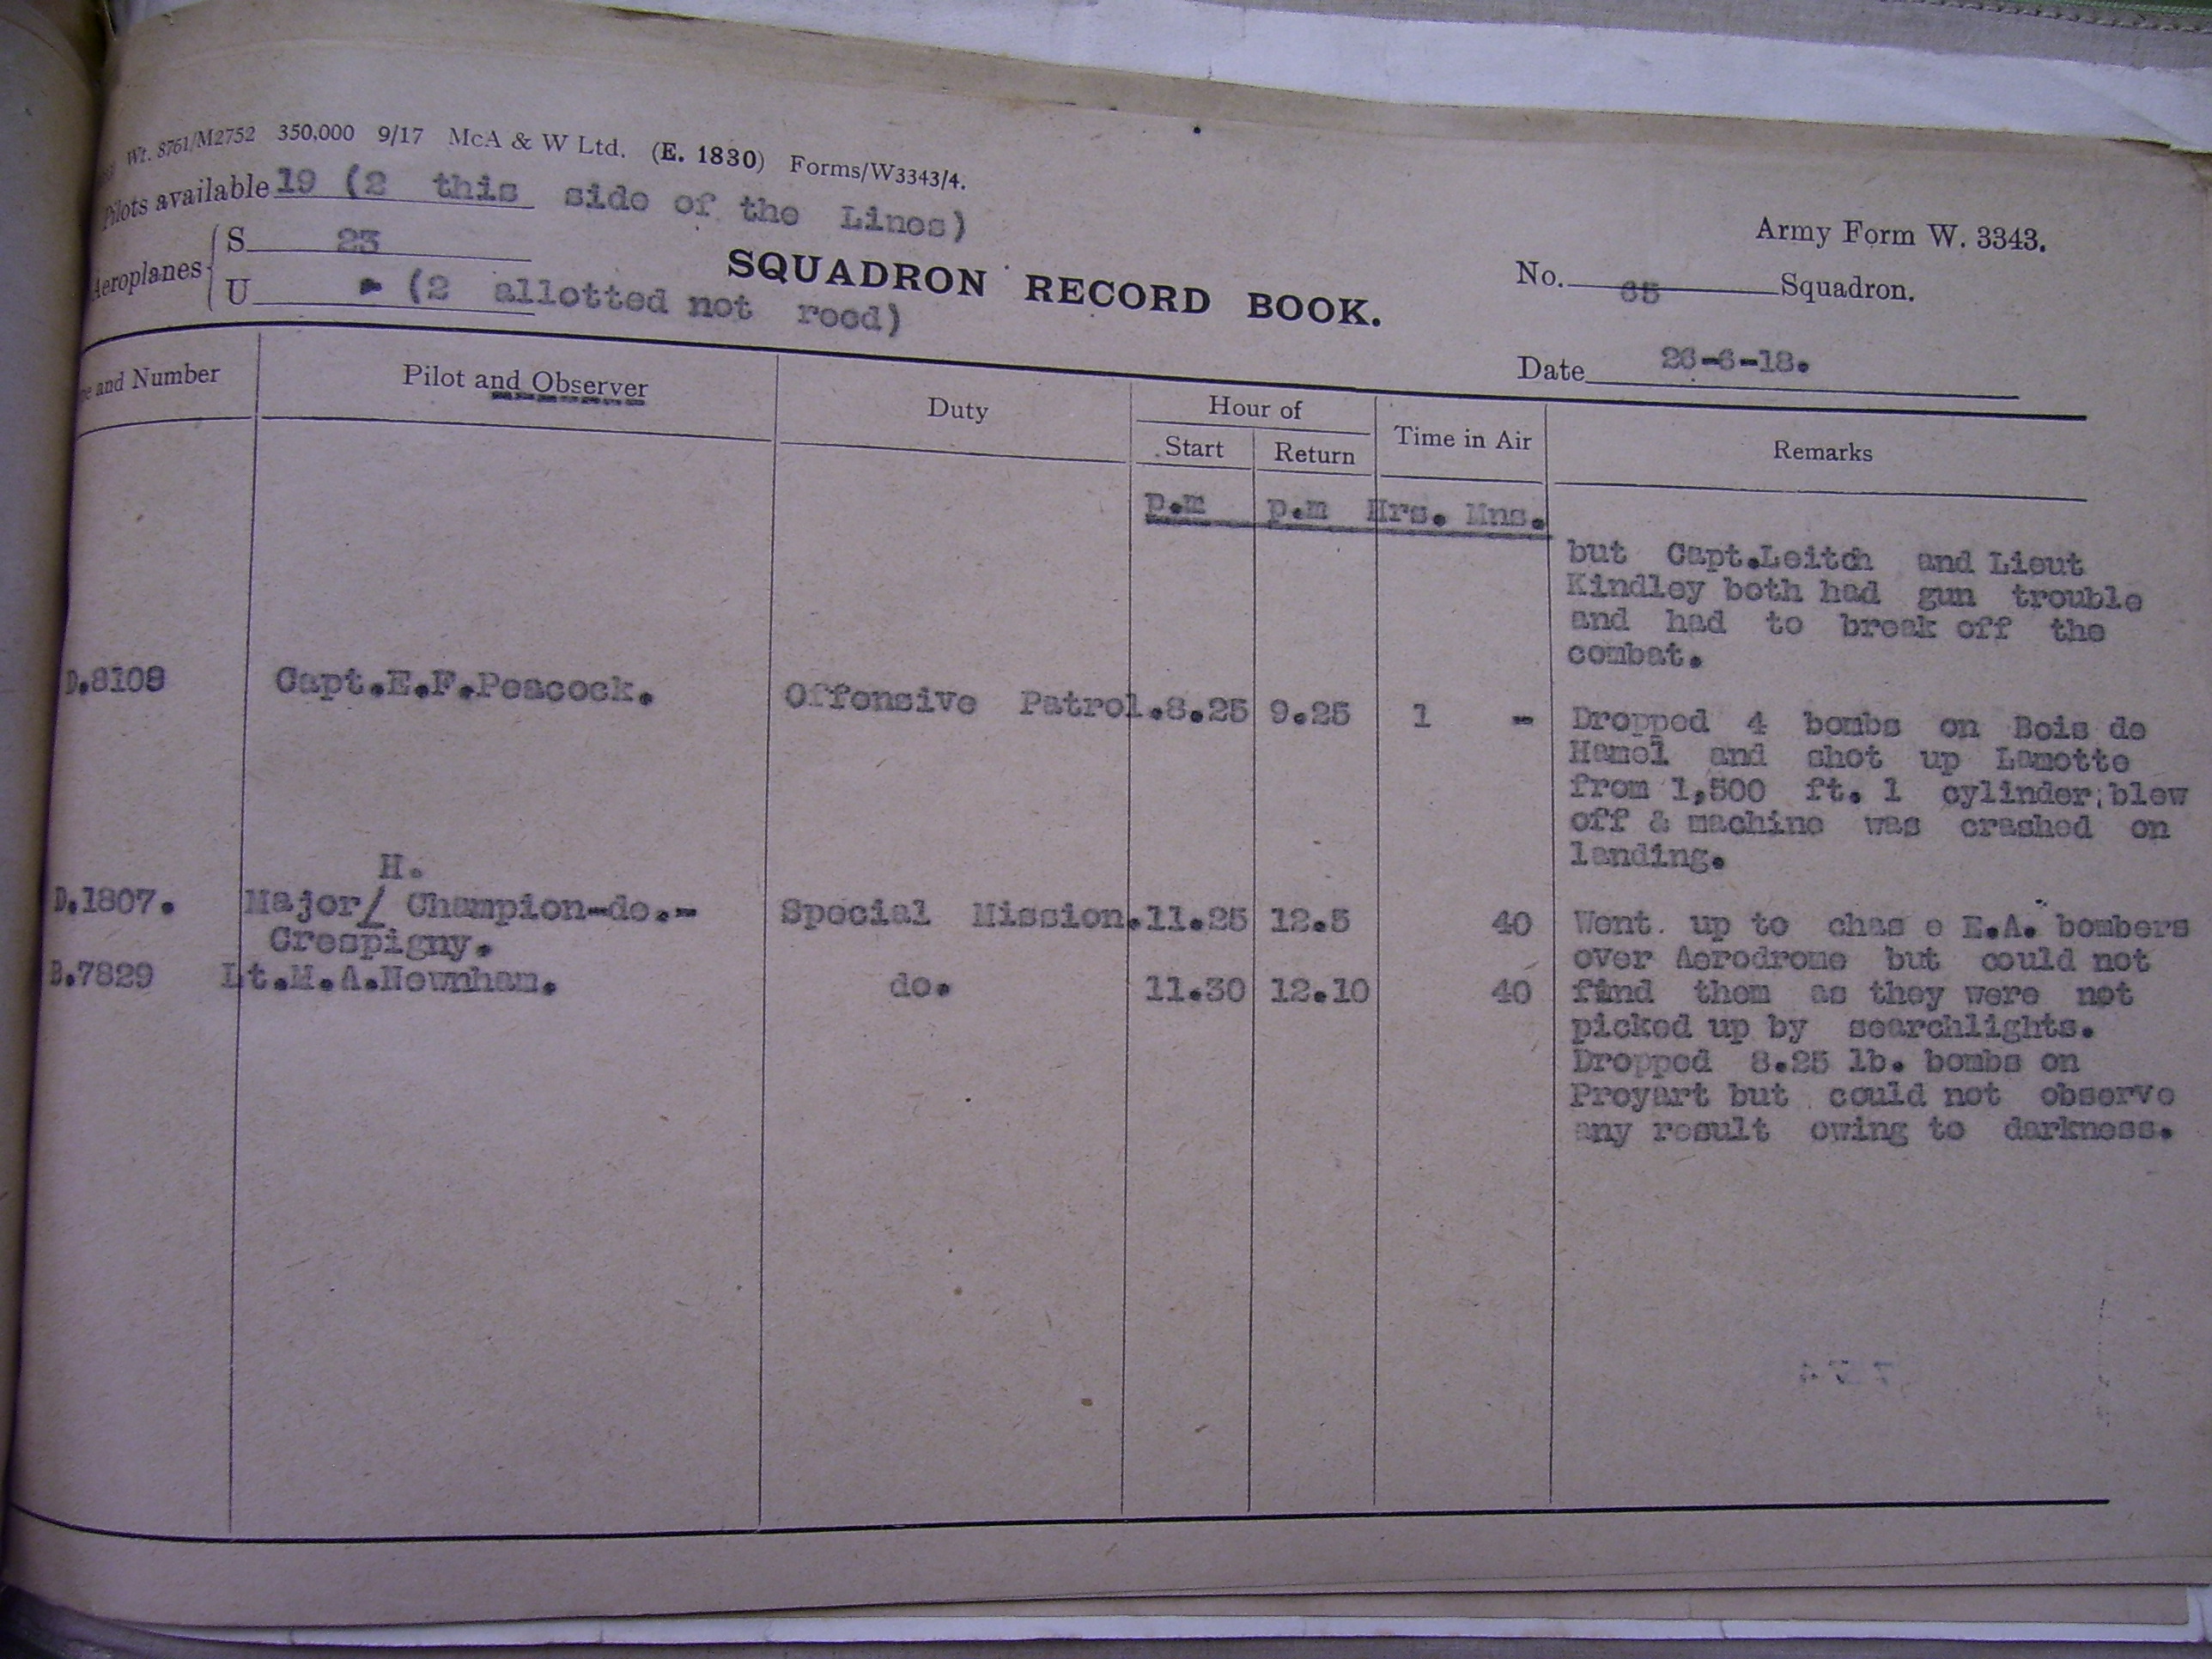 Wt. 8761/M2752 350,000 9/17 McA & W Ltd. (E. 1830) Forms/W3343/4.
Pilots available 19 (2 this side of the Lines)
Aeroplanes S 23
U - (2 allotted not recd)
SQUADRON RECORD BOOK.
Army Form W. 3343.
No. 65 Squadron.
Date 26-6-18.
and Number
Pilot and Observer
Duty
Hour of
Start
Return
Time in Air
Remarks
p.m p.m Hrs. Mns.
but Capt.Leitch and Lieut
Kindley both had gun trouble
and had to break off the
combat.
D.8108 Capt.E.F.Peacock. Offensive Patrol. 8.25 9.25 1 - Dropped 4 bombs on Bois de
Hamel and shot up Lamotte
from 1,500 ft. 1 cylinder blew
off & machine was crashed on
landing.
H.
D.1807. Major/ Champion-de.- Special Mission. 11.25 12.5 40 Went up to chas e E.A. bombers
Crespigny. over Aerodrome but could not
B.7829 Lt.M.A.Newnham. do. 11.30 12.10 40 find them as they were not
picked up by searchlights.
Dropped 8.25 lb. bombs on
Proyart but could not observe
any result owing to darkness.